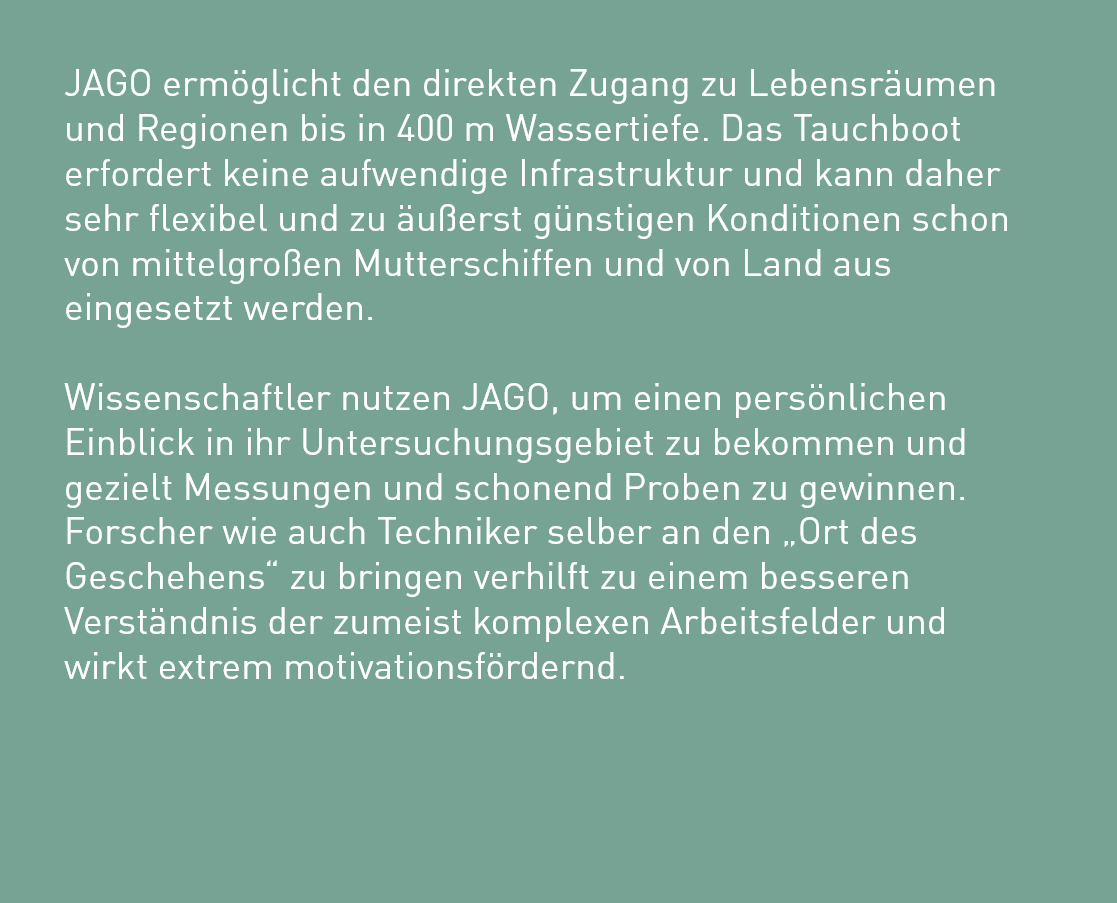 JAGO ermöglicht den direkten Zugang zu Lebensräumen
und Regionen bis in 400 m Wassertiefe. Das Tauchboot
erfordert keine aufwendige Infrastruktur und kann daher
sehr flexibel und zu äußerst günstigen Konditionen schon
von mittelgroßen Mutterschiffen und von Land aus
eingesetzt werden.

Wissenschaftler nutzen JAGO, um einen persönlichen
Einblick in ihr Untersuchungsgebiet zu bekommen und
gezielt Messungen und schonend Proben zu gewinnen.
Forscher wie auch Techniker selber an den „Ort des
Geschehens“ zu bringen verhilft zu einem besseren
Verständnis der zumeist komplexen Arbeitsfelder und
wirkt extrem motivationsfördernd.